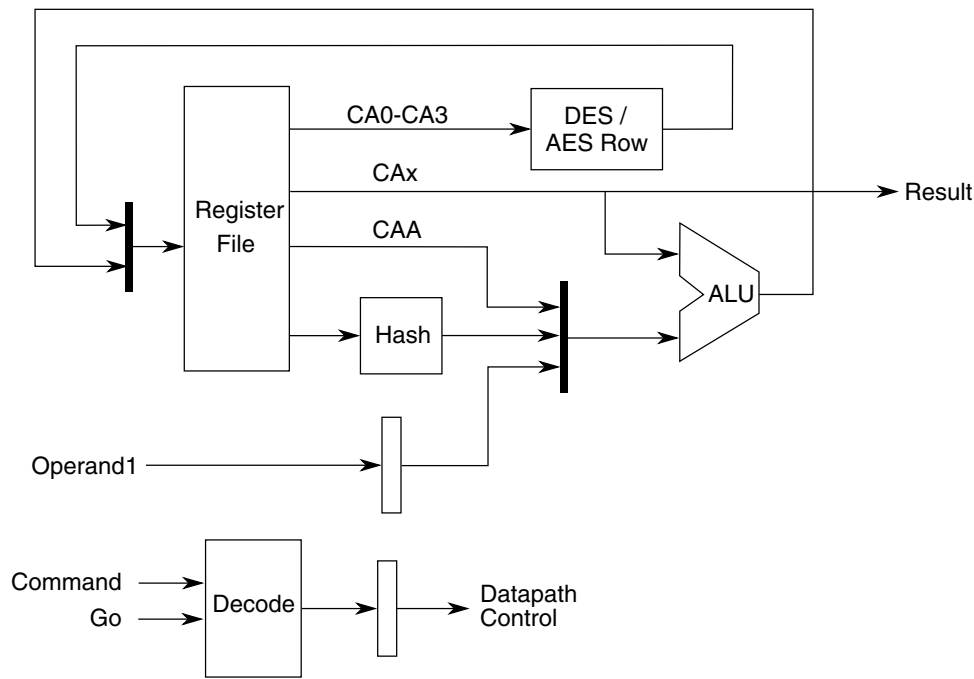 CA0-CA3
DES /
AES Row
CAx
Result
Register
File
CAA
ALU
Hash
Operand1
Command
Go
Decode
Datapath
Control